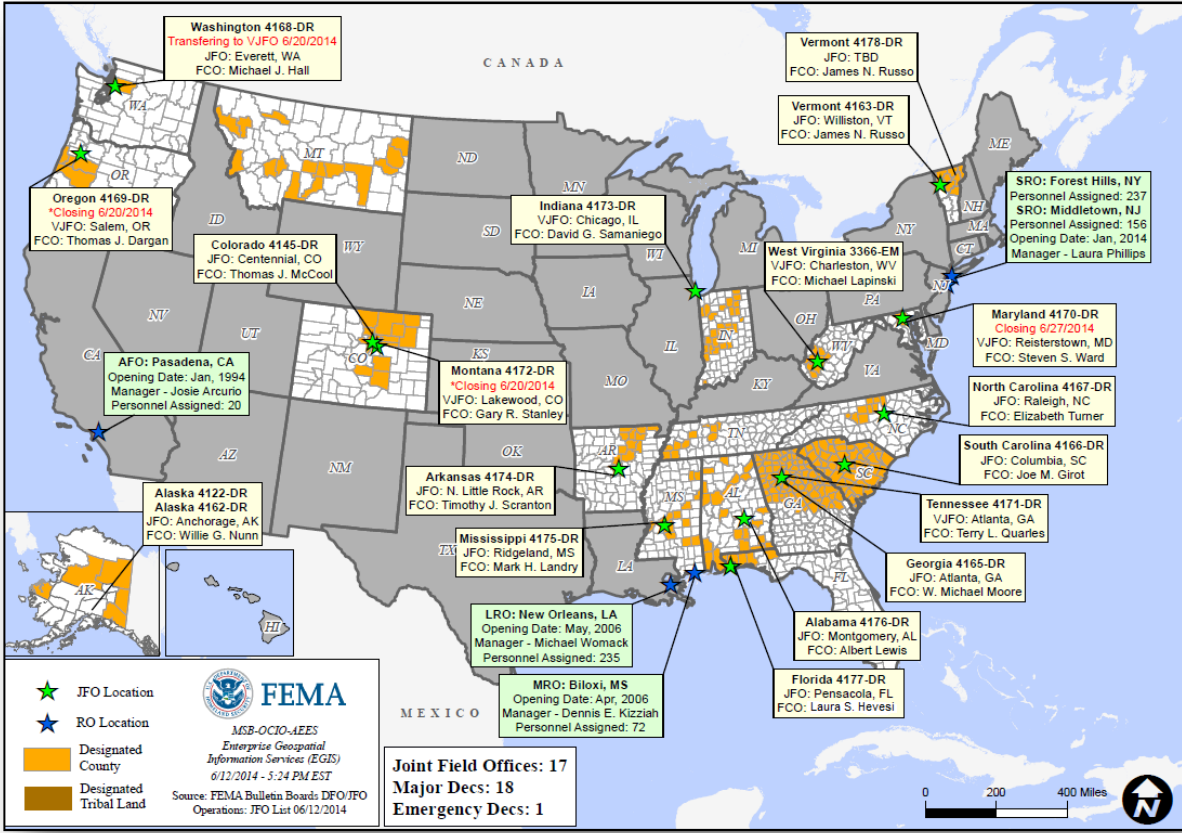 Washington 4168-DR
Transfering to VJFO 6/20/2014
JFO: Everett, WA
FCO: Michael J. Hall
CANADA
Vermont 4178-DR
JFO: TBD
FCO: James N. Russo
Vermont 4163-DR
JFO: Williston, VT
FCO: James N. Russo
WA
MT
ND
MN
ME
OR
SRO: Forest Hills, NY
Personnel Assigned: 237
SRO: Middletown, NJ
Personnel Assigned: 156
Opening Date: Jan, 2014
Manager - Laura Phillips
Oregon 4169-DR
*Closing 6/20/2014
VJFO: Salem, OR
FCO: Thomas J. Dargan
ID
WY
SD
WI
MI
NY
NH
MA
CT
Indiana 4173-DR
VJFO: Chicago, IL
FCO: David G. Samaniego
Colorado 4145-DR
JFO: Centennial, CO
FCO: Thomas J. McCool
West Virginia 3366-EM
VJFO: Charleston, WV
FCO: Michael Lapinski
NV
UT
NE
IA
IL
IN
OH
PA
NJ
WV
MD
VA
Maryland 4170-DR
Closing 6/27/2014
VJFO: Reisterstown, MD
FCO: Steven S. Ward
CA
CO
KS
MO
KY
AFO: Pasadena, CA
Opening Date: Jan, 1994
Manager - Josie Arcurio
Personnel Assigned: 20
Montana 4172-DR
*Closing 6/20/2014
VJFO: Lakewood, CO
FCO: Gary R. Stanley
North Carolina 4167-DR
JFO: Raleigh, NC
FCO: Elizabeth Turner
AZ
NM
OK
AR
TN
NC
SC
South Carolina 4166-DR
JFO: Columbia, SC
FCO: Joe M. Girot
Arkansas 4174-DR
JFO: N. Little Rock, AR
FCO: Timothy J. Scranton
MS
AL
GA
Tennessee 4171-DR
VJFO: Atlanta, GA
FCO: Terry L. Quarles
Alaska 4122-DR
Alaska 4162-DR
JFO: Anchorage, AK
FCO: Willie G. Nunn
Mississippi 4175-DR
JFO: Ridgeland, MS
FCO: Mark H. Landry
TX
LA
FL
Georgia 4165-DR
JFO: Atlanta, GA
FCO: W. Michael Moore
AK
HI
LRO: New Orleans, LA
Opening Date: May, 2006
Manager - Michael Womack
Personnel Assigned: 235
Alabama 4176-DR
JFO: Montgomery, AL
FCO: Albert Lewis
MRO: Biloxi, MS
Opening Date: Apr, 2006
Manager - Dennis E. Kizziah
Personnel Assigned: 72
Florida 4177-DR
JFO: Pensacola, FL
FCO: Laura S. Hevesi
MEXICO
JFO Location
RO Location
Designated
County
Designated
Tribal Land
FEMA
MSB-OCIO-AEES
Enterprise Geospatial
Information Services (EGIS)
6/12/2014 - 5:24 PM EST
Source: FEMA Bulletin Boards DFO/JFO
Operations: JFO List 06/12/2014
Joint Field Offices: 17
Major Decs: 18
Emergency Decs: 1
0 200 400 Miles
N